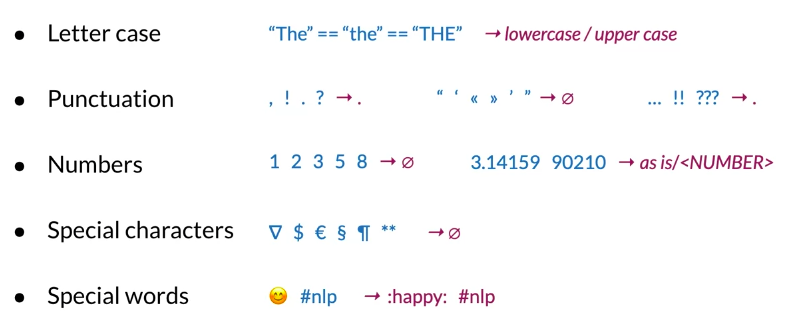 • Letter case “The” == “the” == “THE” → lowercase / upper case
• Punctuation , ! . ? → . “ ‘ « » ’ ” → ∅ ... !! ??? → .
• Numbers 1 2 3 5 8 → ∅ 3.14159 90210 → as is/<NUMBER>
• Special characters ∇ $ € § ¶ ** → ∅
• Special words 😊 #nlp → :happy: #nlp